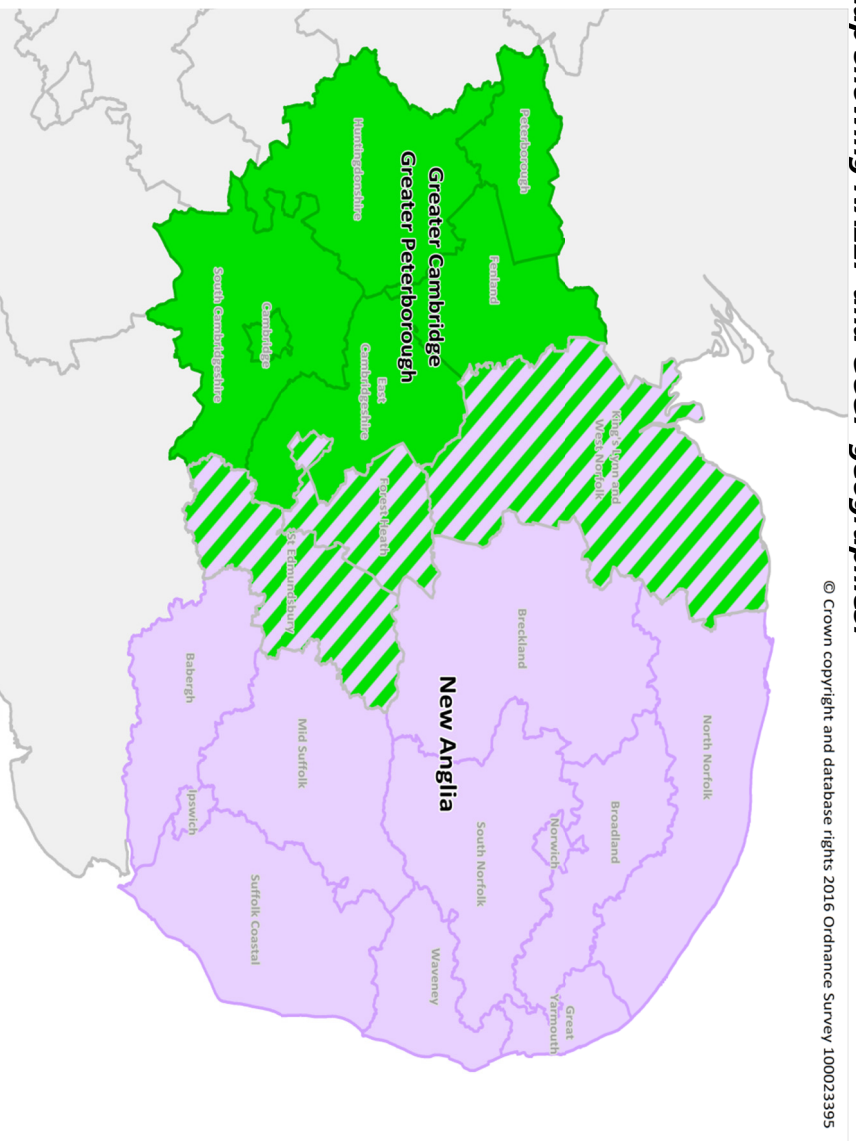 © Crown copyright and database rights 2016 Ordnance Survey 100023395
North Norfolk
King's Lynn and
West Norfolk
Broadland
Great
Yarmouth
Norwich
Peterborough
Breckland
Fenland
South Norfolk
New Anglia
Greater Cambridge
Greater Peterborough
Waveney
Forest Heath
East
Cambridgeshire
Huntingdonshire
Mid Suffolk
St Edmundsbury
Cambridge
Suffolk Coastal
South Cambridgeshire
Babergh
Ipswich